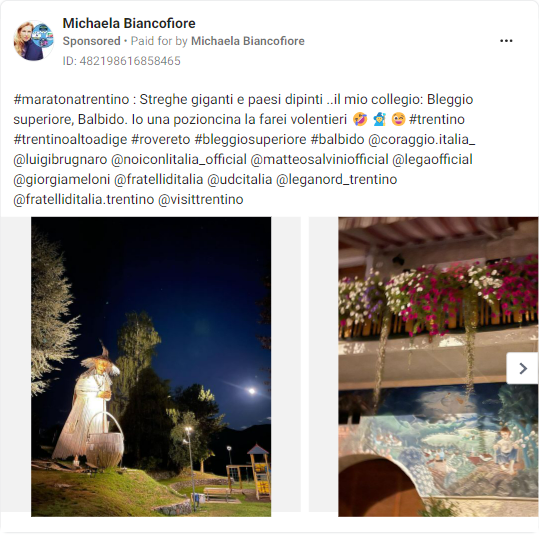 Michaela Biancofiore
Sponsored • Paid for by Michaela Biancofiore
ID: 482198616858465
#maratonatrentino : Streghe giganti e paesi dipinti ..il mio collegio: Bleggio
superiore, Balbido. Io una pozioncina la farei volentieri 🤣🧙‍♀️😉#trentino
#trentinoaltoadige #rovereto #bleggiosuperiore #balbido @coraggio.italia_
@luigibrugnaro @noiconlitalia_official @matteosalviniofficial @legaofficial
@giorgiameloni @fratelliditalia @udcitalia @leganord_trentino
@fratelliditalia.trentino @visittrentino